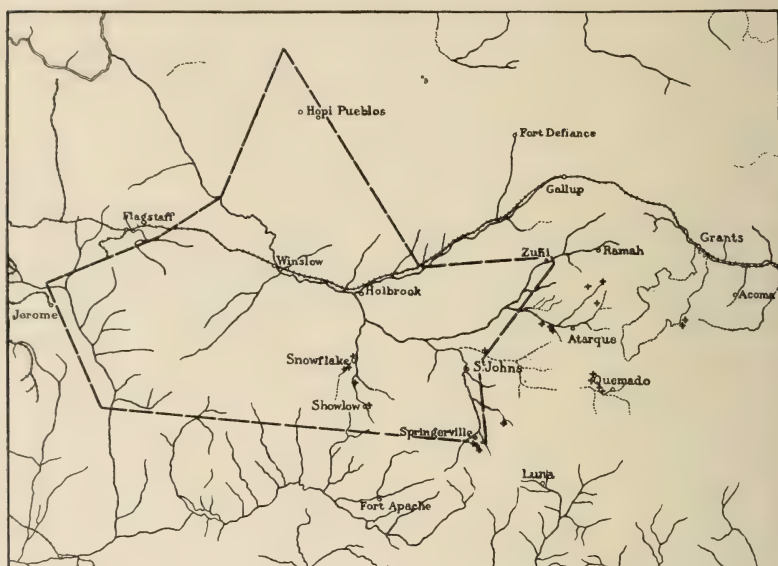 Hopi Pueblos
Fort Defiance
Gallup
Flagstaff
Grants
Zuñi
Ramah
Winslow
Holbrook
Acoma
Jerome
Atarque
Snowflake
S. Johns
Quemado
Showlow
Springerville
Luna
Fort Apache